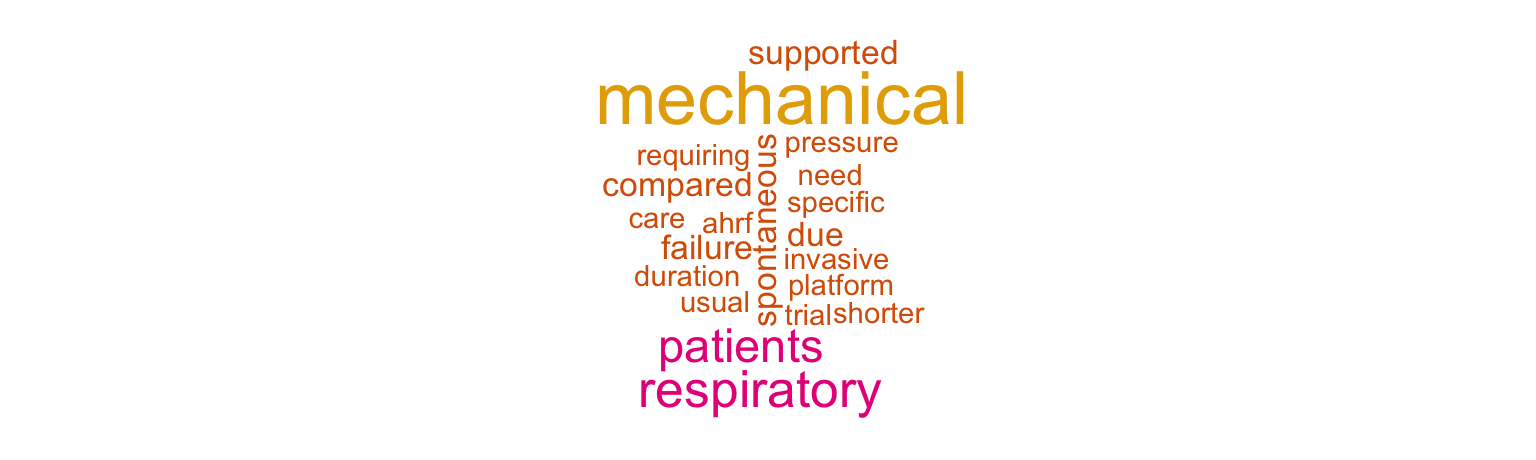 supported
mechanical
spontaneous
pressure
requiring
need
compared
specific
care
ahrf
due
failure
invasive
duration
platform
usual
trial
shorter
patients
respiratory